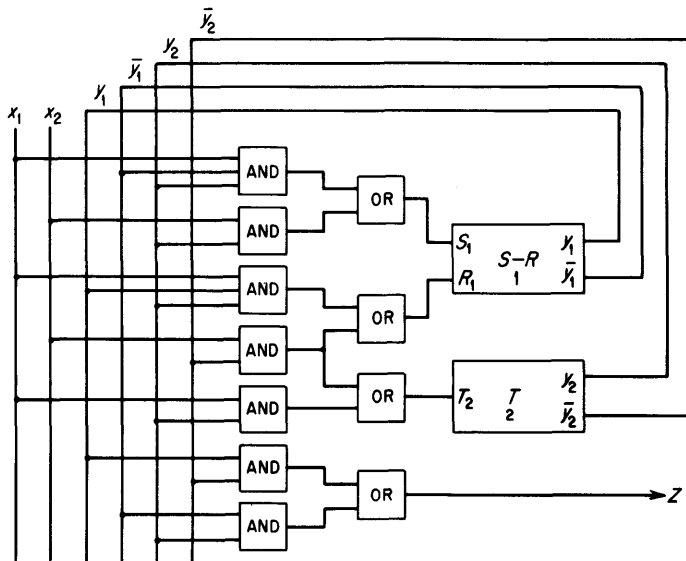 ȳ₂
y₂
ȳ₁
y₁
x₁ x₂
AND
OR
AND
S₁ S–R y₁
R₁ 1 ȳ₁
AND
OR
AND
T₂ T y₂
2 ȳ₂
OR
AND
AND
OR Z
AND